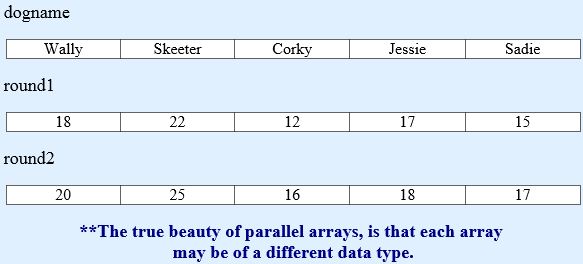 dogname
Wally Skeeter Corky Jessie Sadie
round1
18 22 12 17 15
round2
20 25 16 18 17
**The true beauty of parallel arrays, is that each array
may be of a different data type.